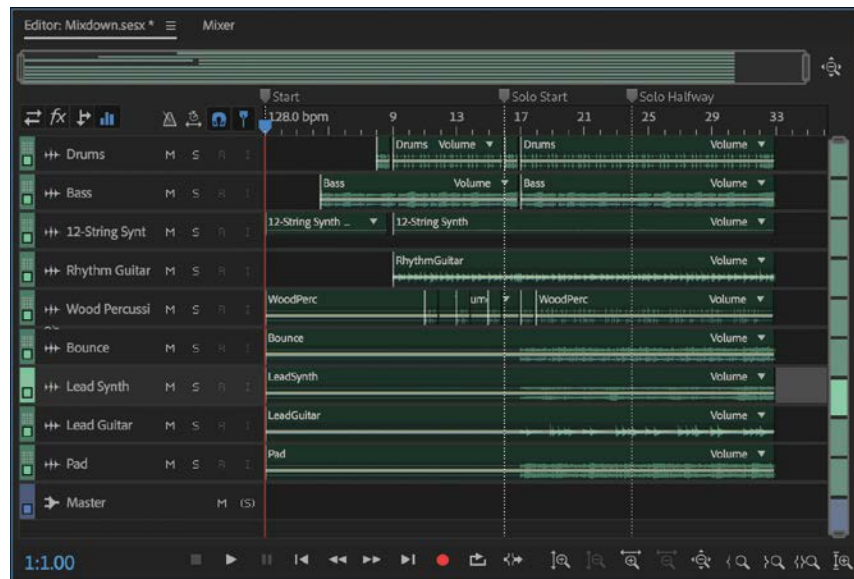 Editor: Mixdown.sesx * ☰ Mixer
Start Solo Start Solo Halfway
fx 128.0 bpm 9 13 17 21 25 29 33
Drums M S R I Drums Volume Drums Volume
Bass M S R I Bass Volume Bass Volume
12-String Synt M S R I 12-String Synth ... 12-String Synth Volume
Rhythm Guitar M S R I RhythmGuitar Volume
Wood Percussi M S R I WoodPerc WoodPerc Volume
Bounce M S R I Bounce Volume
Lead Synth M S R I LeadSynth Volume
Lead Guitar M S R I LeadGuitar Volume
Pad M S R I Pad Volume
Master M (S)
1:1.00